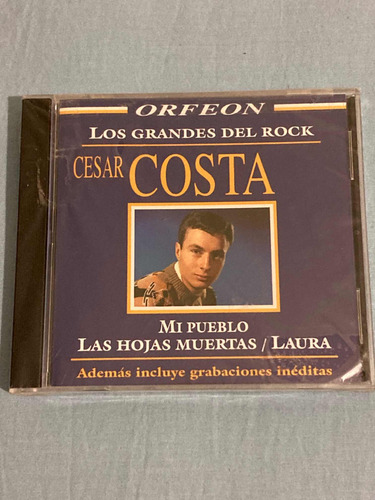 ORFEON
LOS GRANDES DEL ROCK
CESAR COSTA
MI PUEBLO
LAS HOJAS MUERTAS / LAURA
Además incluye grabaciones inéditas